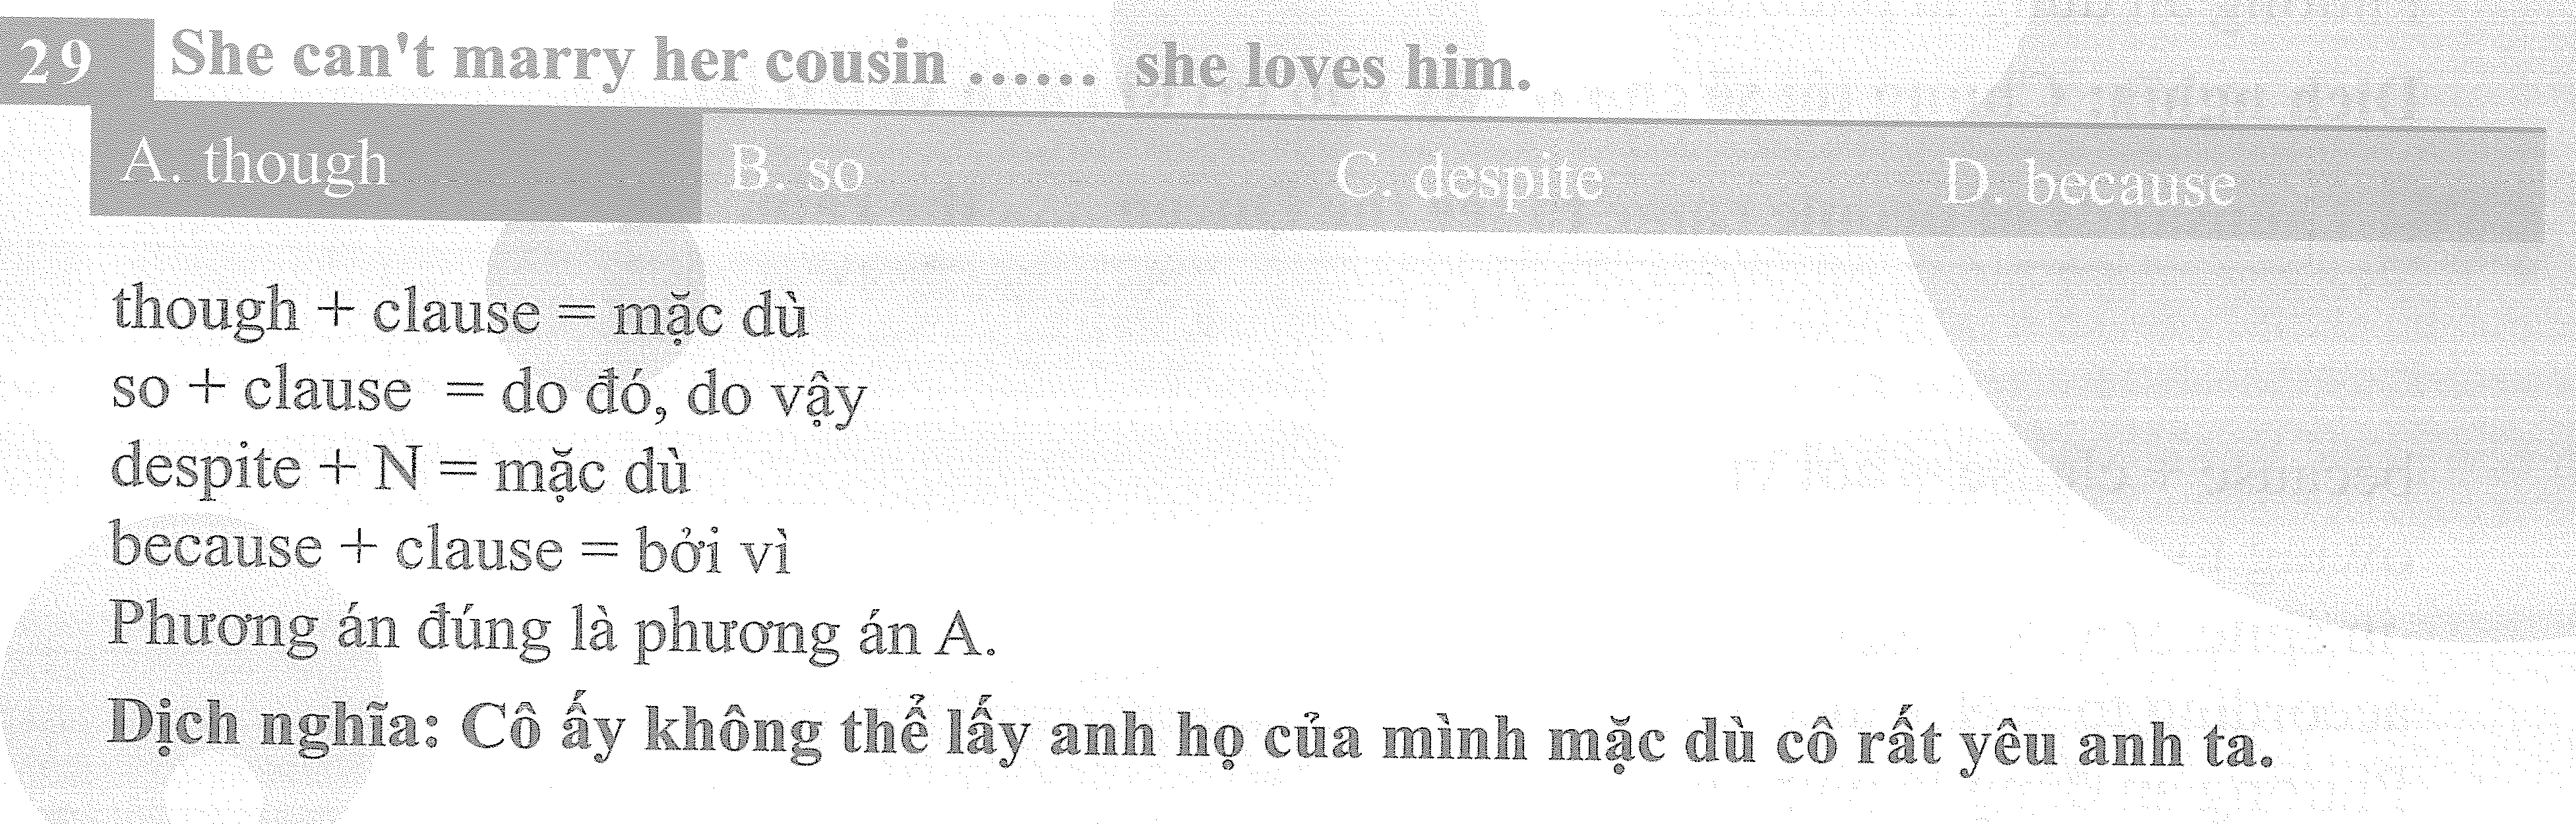 29 She can't marry her cousin ...... she loves him.
A. though B. so C. despite D. because
though + clause = mặc dù
so + clause = do đó, do vậy
despite + N = mặc dù
because + clause = bởi vì
Phương án đúng là phương án A.
Dịch nghĩa: Cô ấy không thể lấy anh họ của mình mặc dù cô rất yêu anh ta.